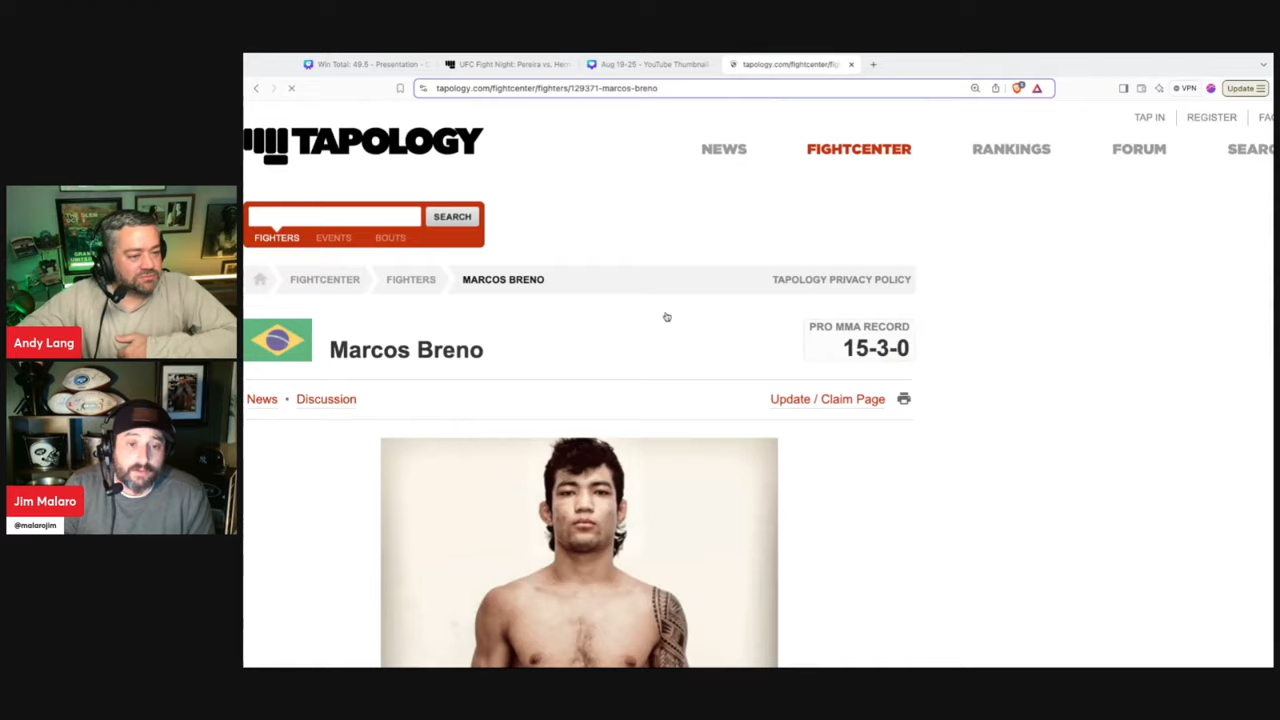 Win Total: 49.5 - Presentation - C
UFC Fight Night: Pereira vs. Hern
Aug 19-25 - YouTube Thumbnail
tapology.com/fightcenter/fig
tapology.com/fightcenter/fighters/129371-marcos-breno
VPN
Update
TAP IN
REGISTER
FAC
TAPOLOGY
NEWS
FIGHTCENTER
RANKINGS
FORUM
SEARC
SEARCH
FIGHTERS
EVENTS
BOUTS
FIGHTCENTER
FIGHTERS
MARCOS BRENO
TAPOLOGY PRIVACY POLICY
Marcos Breno
PRO MMA RECORD
15-3-0
News • Discussion
Update / Claim Page
Andy Lang
Jim Malaro
@malarojim